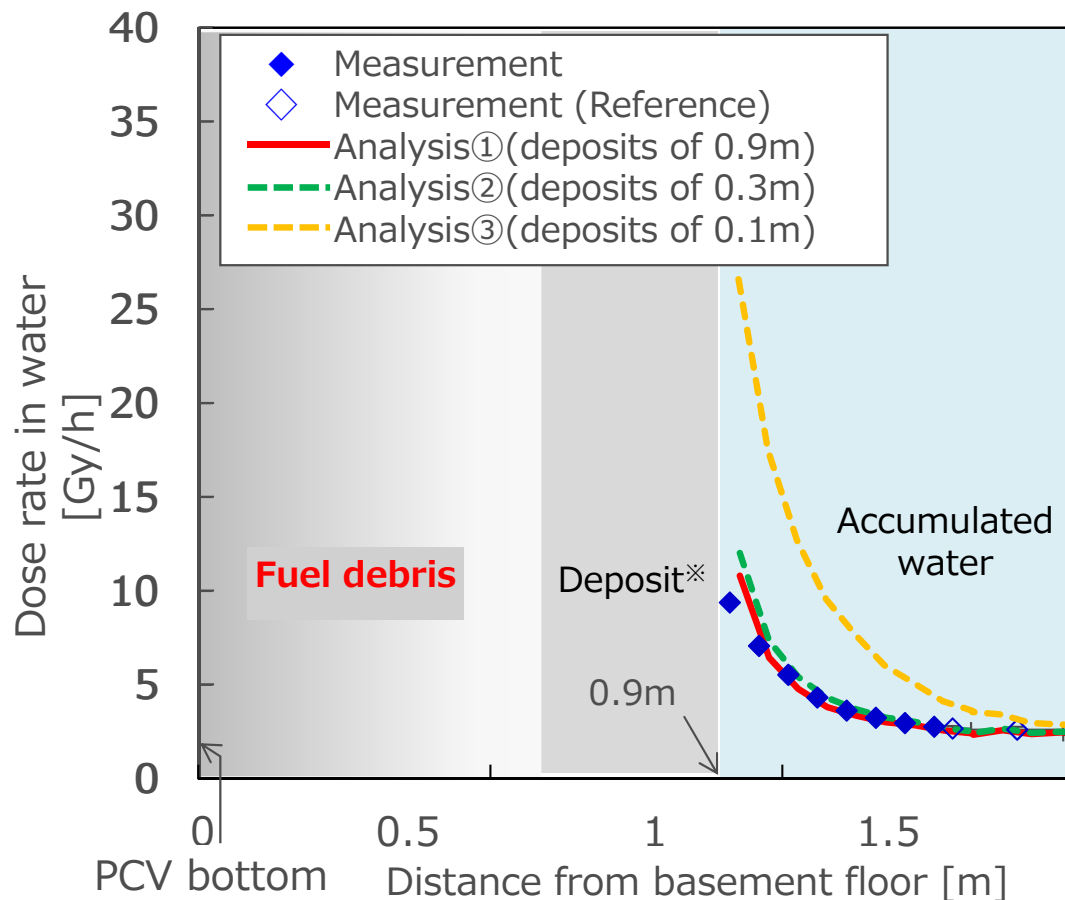 40
35
30
25
20
15
10
5
0
Dose rate in water
[Gy/h]
Measurement
Measurement (Reference)
Analysis①(deposits of 0.9m)
Analysis②(deposits of 0.3m)
Analysis③(deposits of 0.1m)
Fuel debris
Deposit※
Accumulated
water
0.9m
0
0.5
1
1.5
PCV bottom
Distance from basement floor [m]